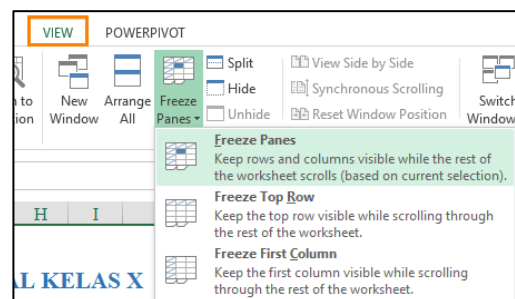 VIEW POWERPIVOT
Split
Hide
Unhide
View Side by Side
Synchronous Scrolling
Reset Window Position
to
ion
New
Window
Arrange
All
Freeze
Panes
Switch
Window
Freeze Panes
Keep rows and columns visible while the rest of
the worksheet scrolls (based on current selection).
Freeze Top Row
Keep the top row visible while scrolling through
the rest of the worksheet.
Freeze First Column
Keep the first column visible while scrolling
through the rest of the worksheet.
H I
AL KELAS X